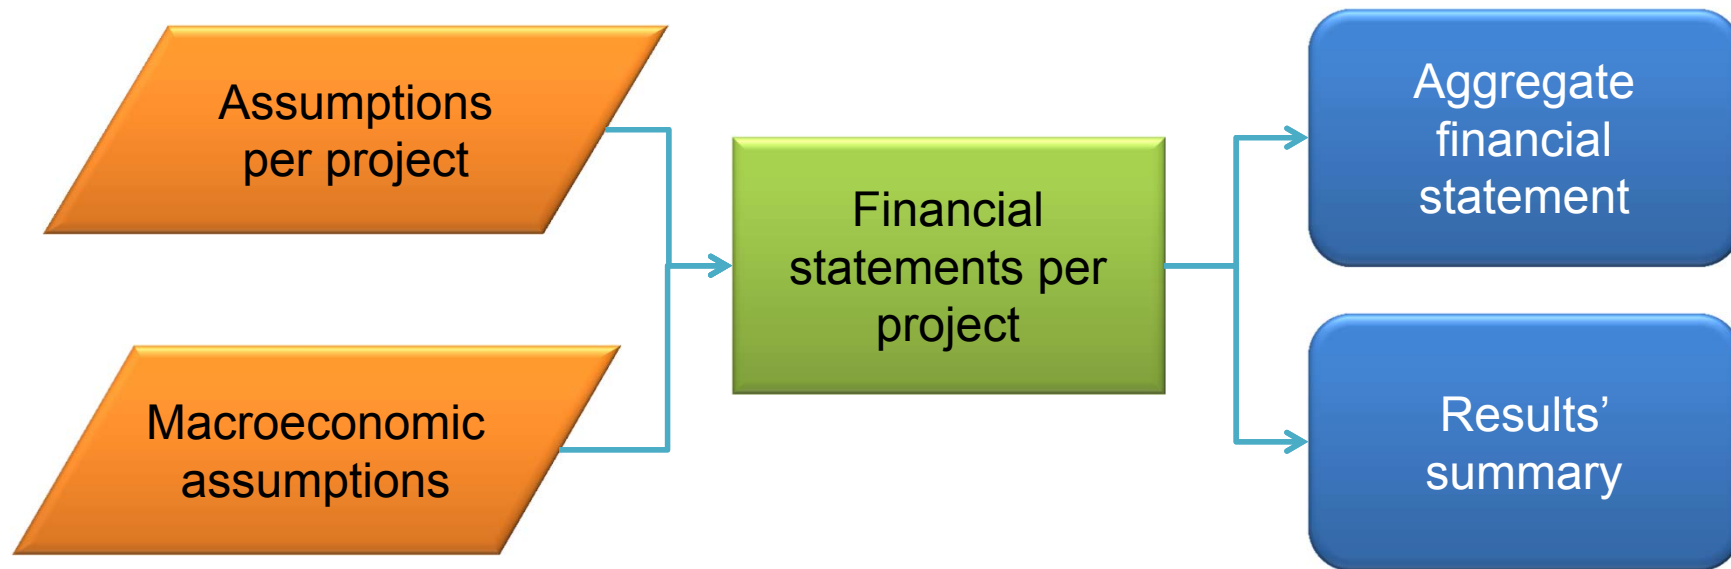 Assumptions
per project
Macroeconomic
assumptions
Financial
statements per
project
Aggregate
financial
statement
Results’
summary